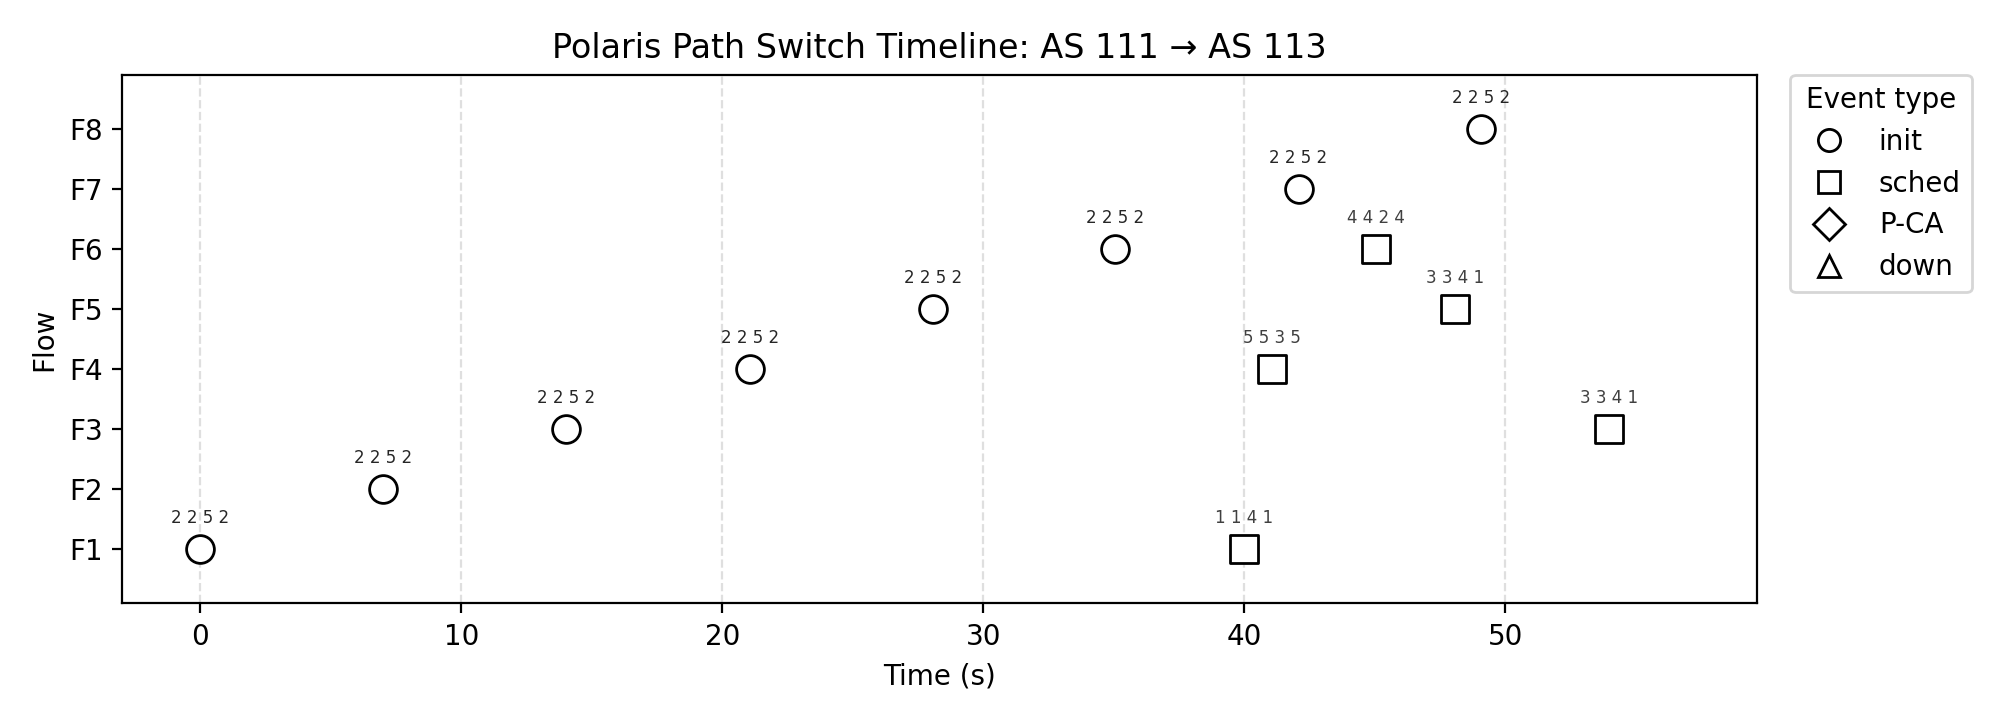 Polaris Path Switch Timeline: AS 111 → AS 113
Event type
init
sched
P-CA
down
Flow
F8
F7
F6
F5
F4
F3
F2
F1
2 2 5 2
2 2 5 2
2 2 5 2
4 4 2 4
2 2 5 2
3 3 4 1
2 2 5 2
5 5 3 5
2 2 5 2
3 3 4 1
2 2 5 2
2 2 5 2
1 1 4 1
0 10 20 30 40 50
Time (s)